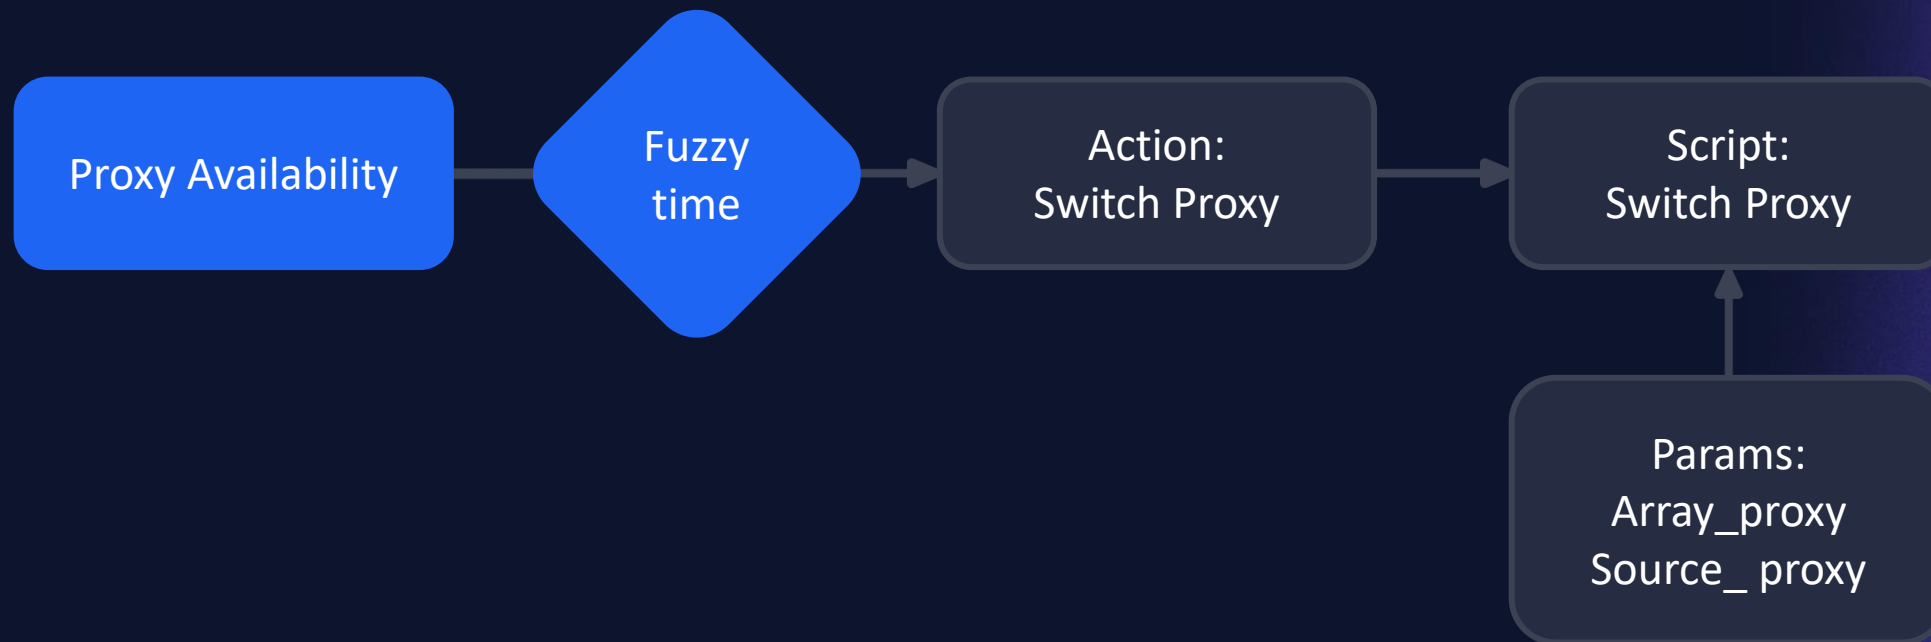 Proxy Availability
Fuzzy
time
Action:
Switch Proxy
Script:
Switch Proxy
Params:
Array_proxy
Source_ proxy